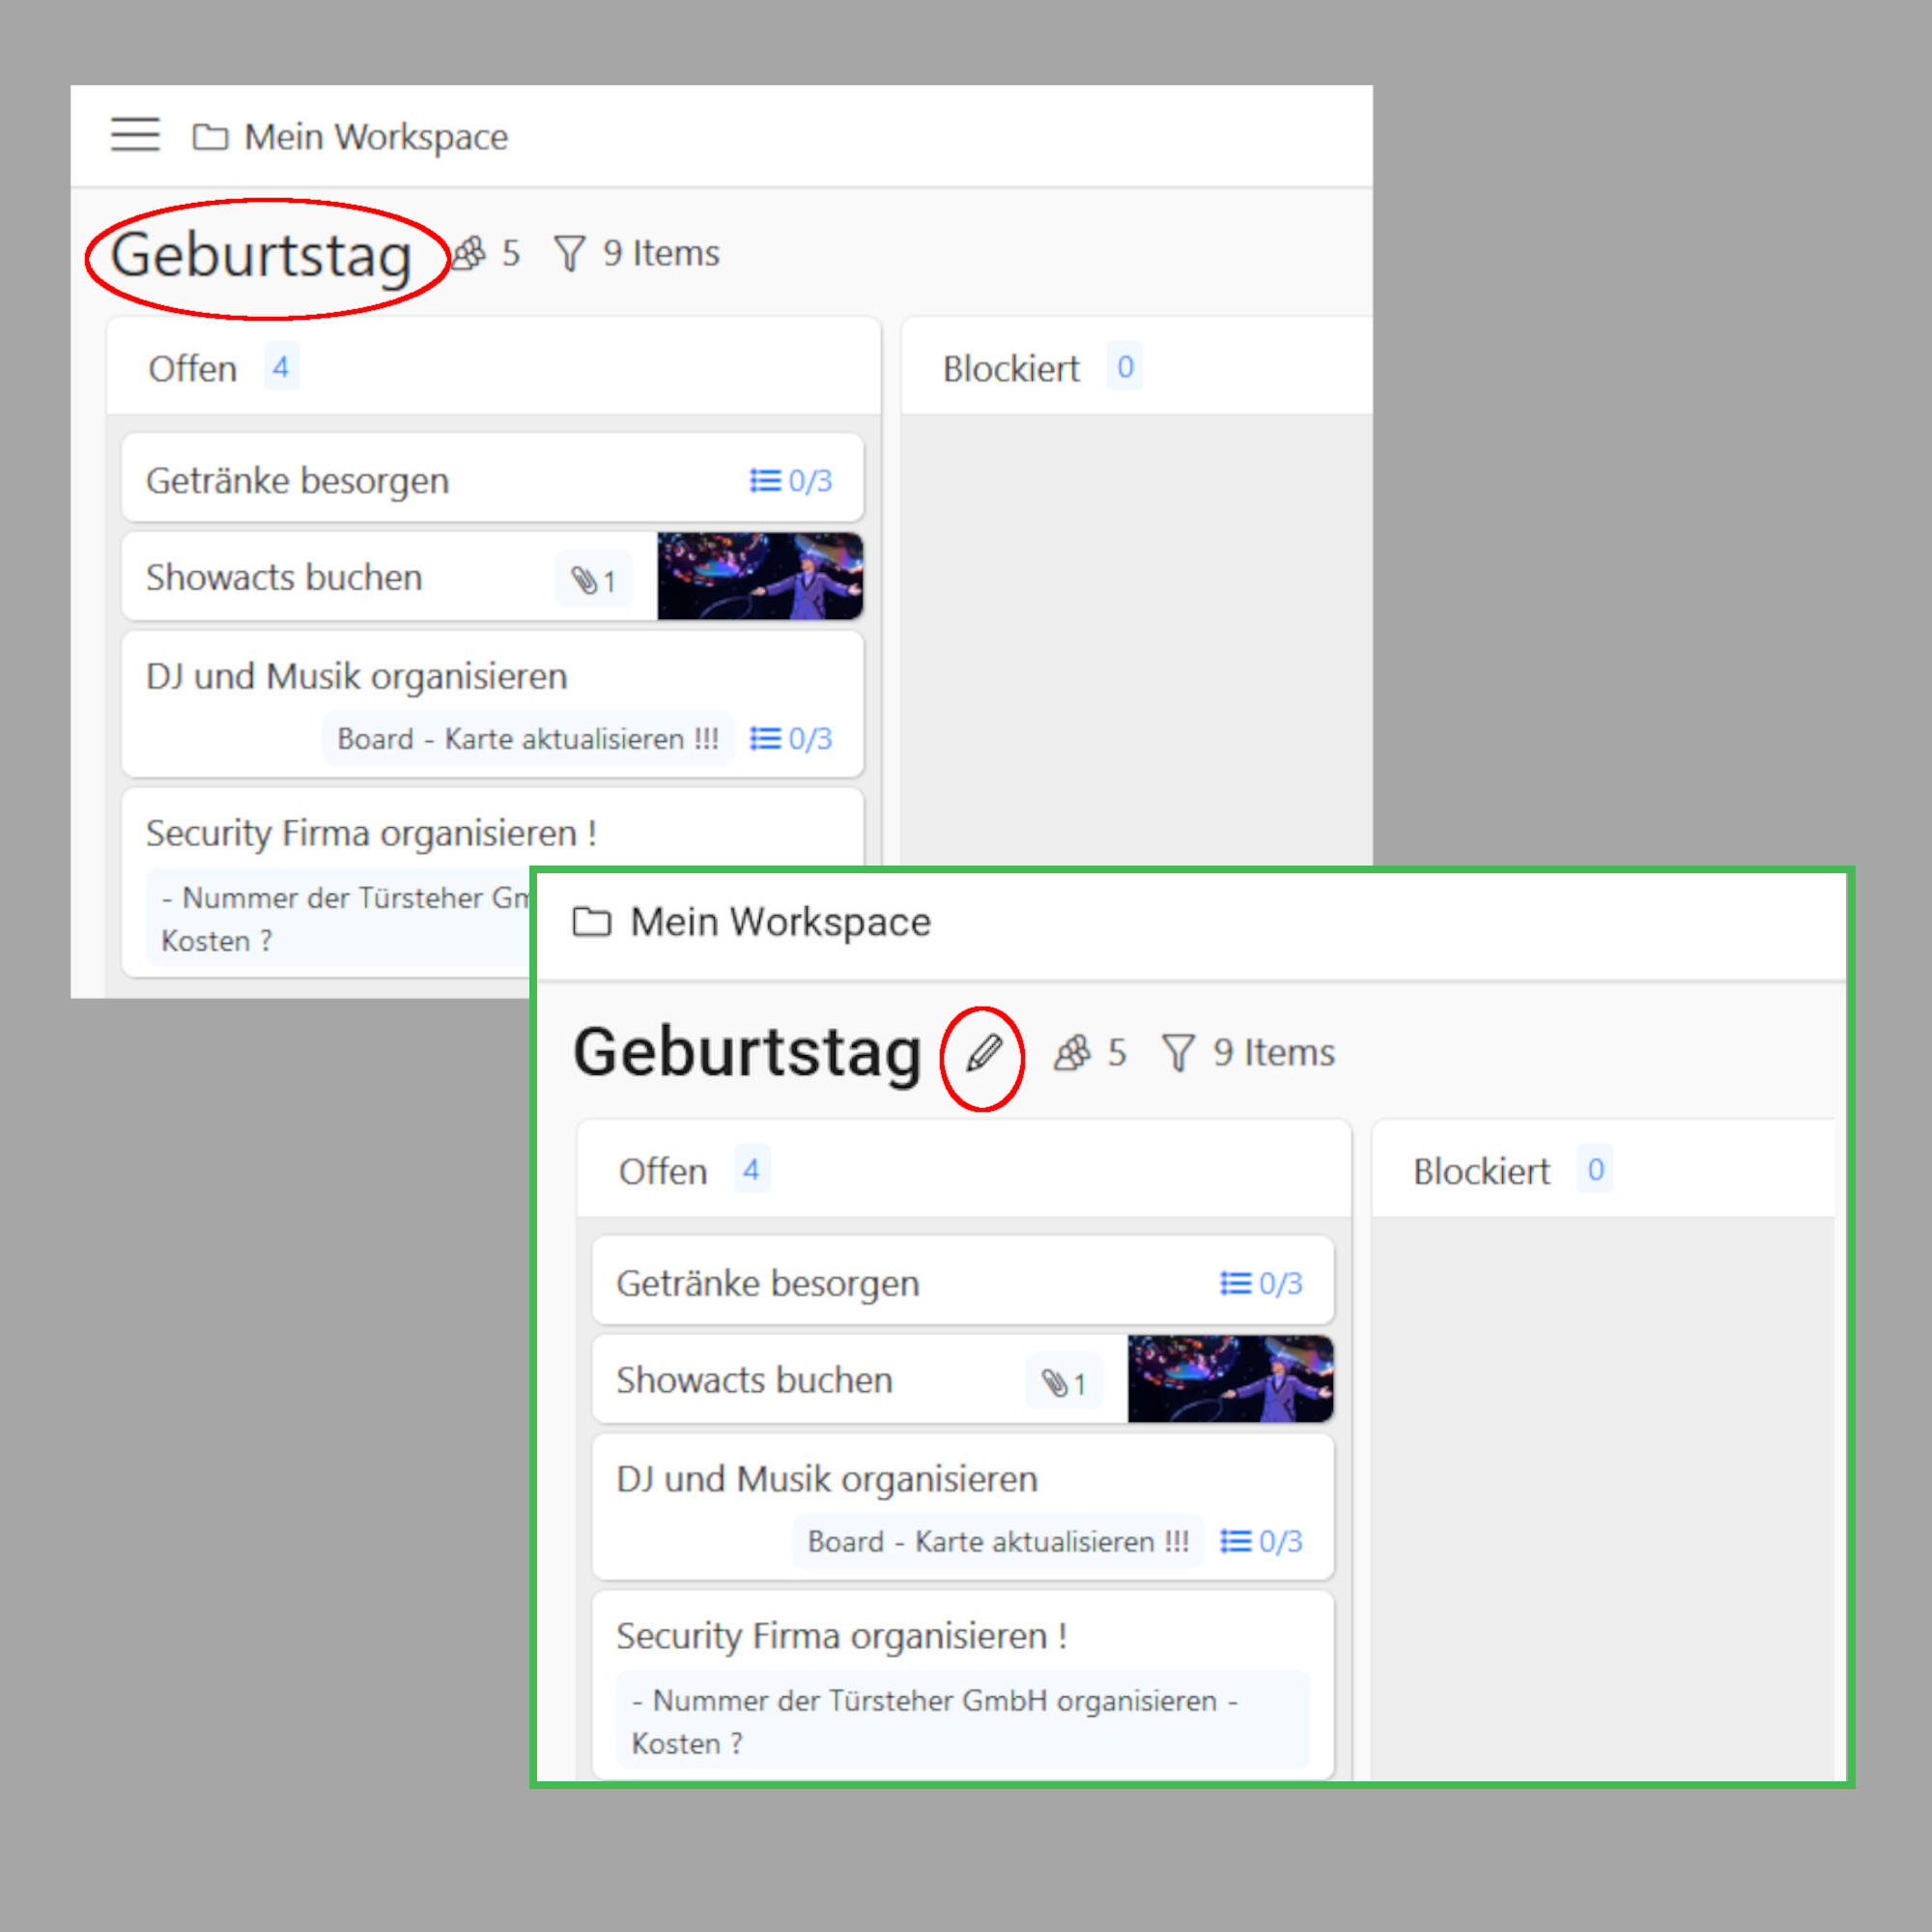 Mein Workspace
Geburtstag 5 9 Items
Offen 4
Blockiert 0
Getränke besorgen 0/3
Showacts buchen 1
DJ und Musik organisieren
Board - Karte aktualisieren !!! 0/3
Security Firma organisieren !
- Nummer der Türsteher Gm
Kosten ?
Mein Workspace
Geburtstag 5 9 Items
Offen 4
Blockiert 0
Getränke besorgen 0/3
Showacts buchen 1
DJ und Musik organisieren
Board - Karte aktualisieren !!! 0/3
Security Firma organisieren !
- Nummer der Türsteher GmbH organisieren -
Kosten ?